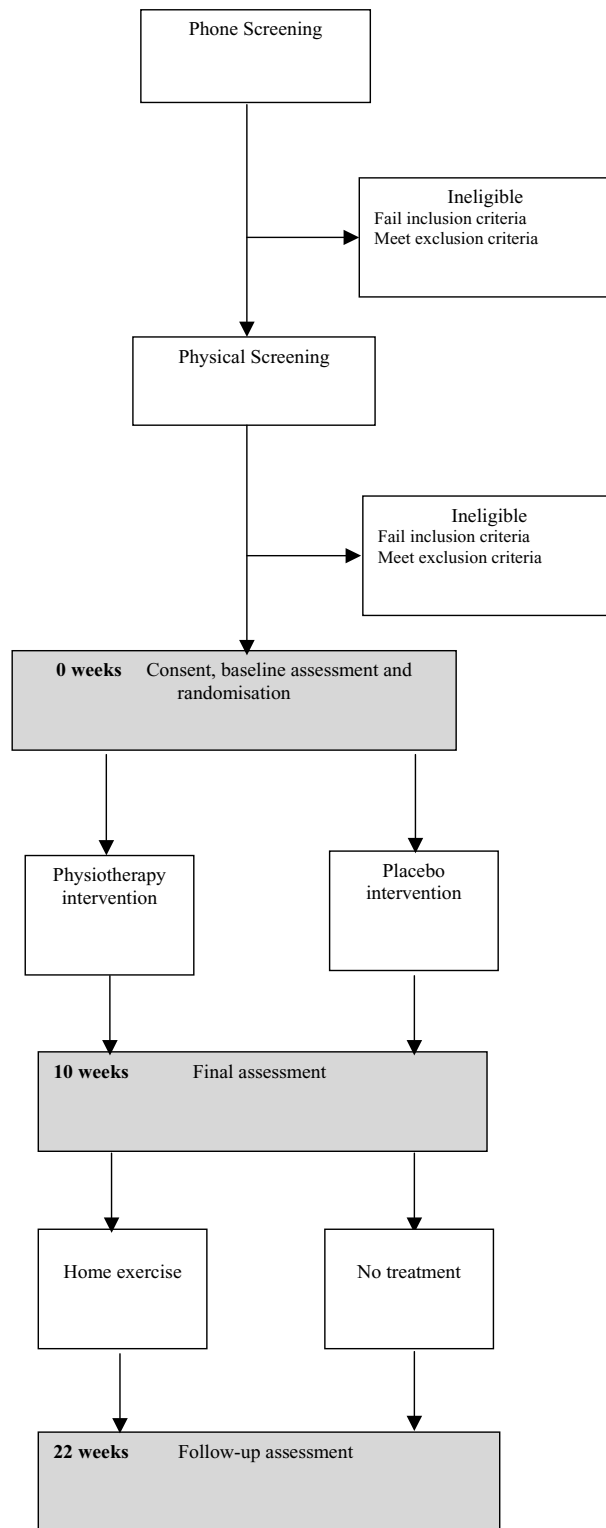 Phone Screening
Ineligible
Fail inclusion criteria
Meet exclusion criteria
Physical Screening
Ineligible
Fail inclusion criteria
Meet exclusion criteria
0 weeks Consent, baseline assessment and
randomisation
Physiotherapy
intervention
Placebo
intervention
10 weeks Final assessment
Home exercise
No treatment
22 weeks Follow-up assessment